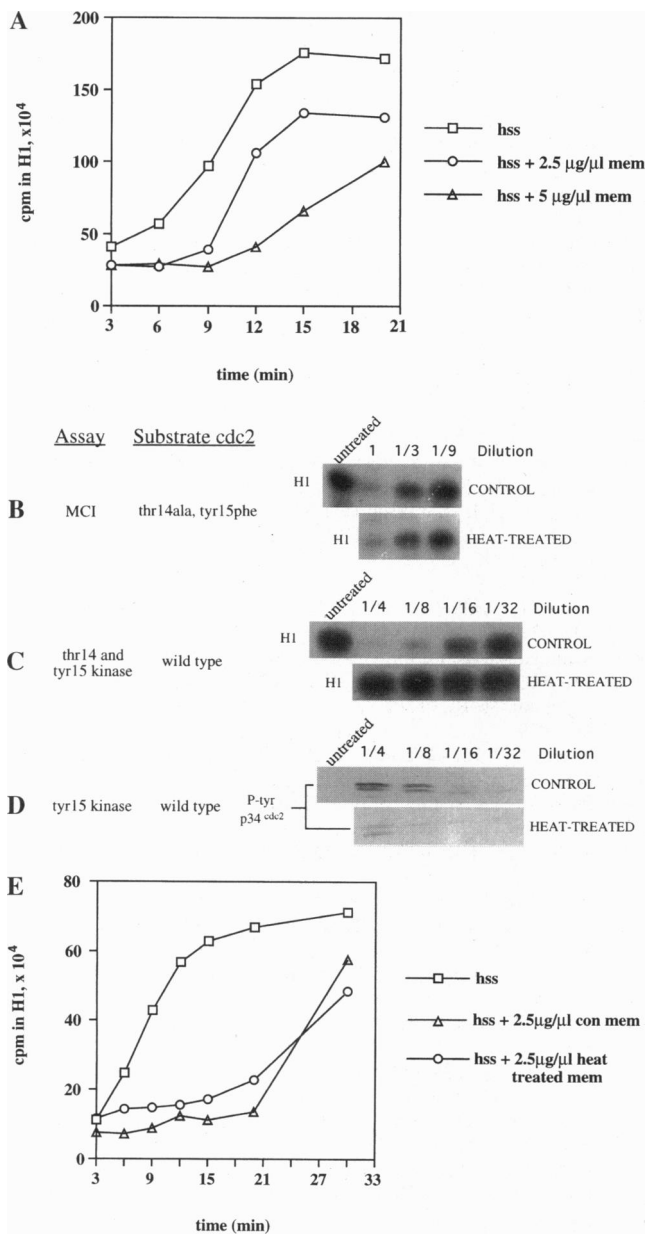 A
200
150
100
50
0
cpm in H1, x10⁴
3 6 9 12 15 18 21
time (min)
hss
hss + 2.5 µg/µl mem
hss + 5 µg/µl mem
Assay Substrate cdc2
B
MCI thr14ala, tyr15phe
untreated 1 1/3 1/9 Dilution
H1 CONTROL
H1 HEAT-TREATED
C
thr14 and
tyr15 kinase
wild type
untreated 1/4 1/8 1/16 1/32 Dilution
H1 CONTROL
H1 HEAT-TREATED
D
tyr15 kinase wild type
P-tyr
p34 cdc2
untreated 1/4 1/8 1/16 1/32 Dilution
CONTROL
HEAT-TREATED
E
80
60
40
20
0
cpm in H1, x 10⁴
3 9 15 21 27 33
time (min)
hss
hss + 2.5µg/µl con mem
hss + 2.5µg/µl heat
treated mem